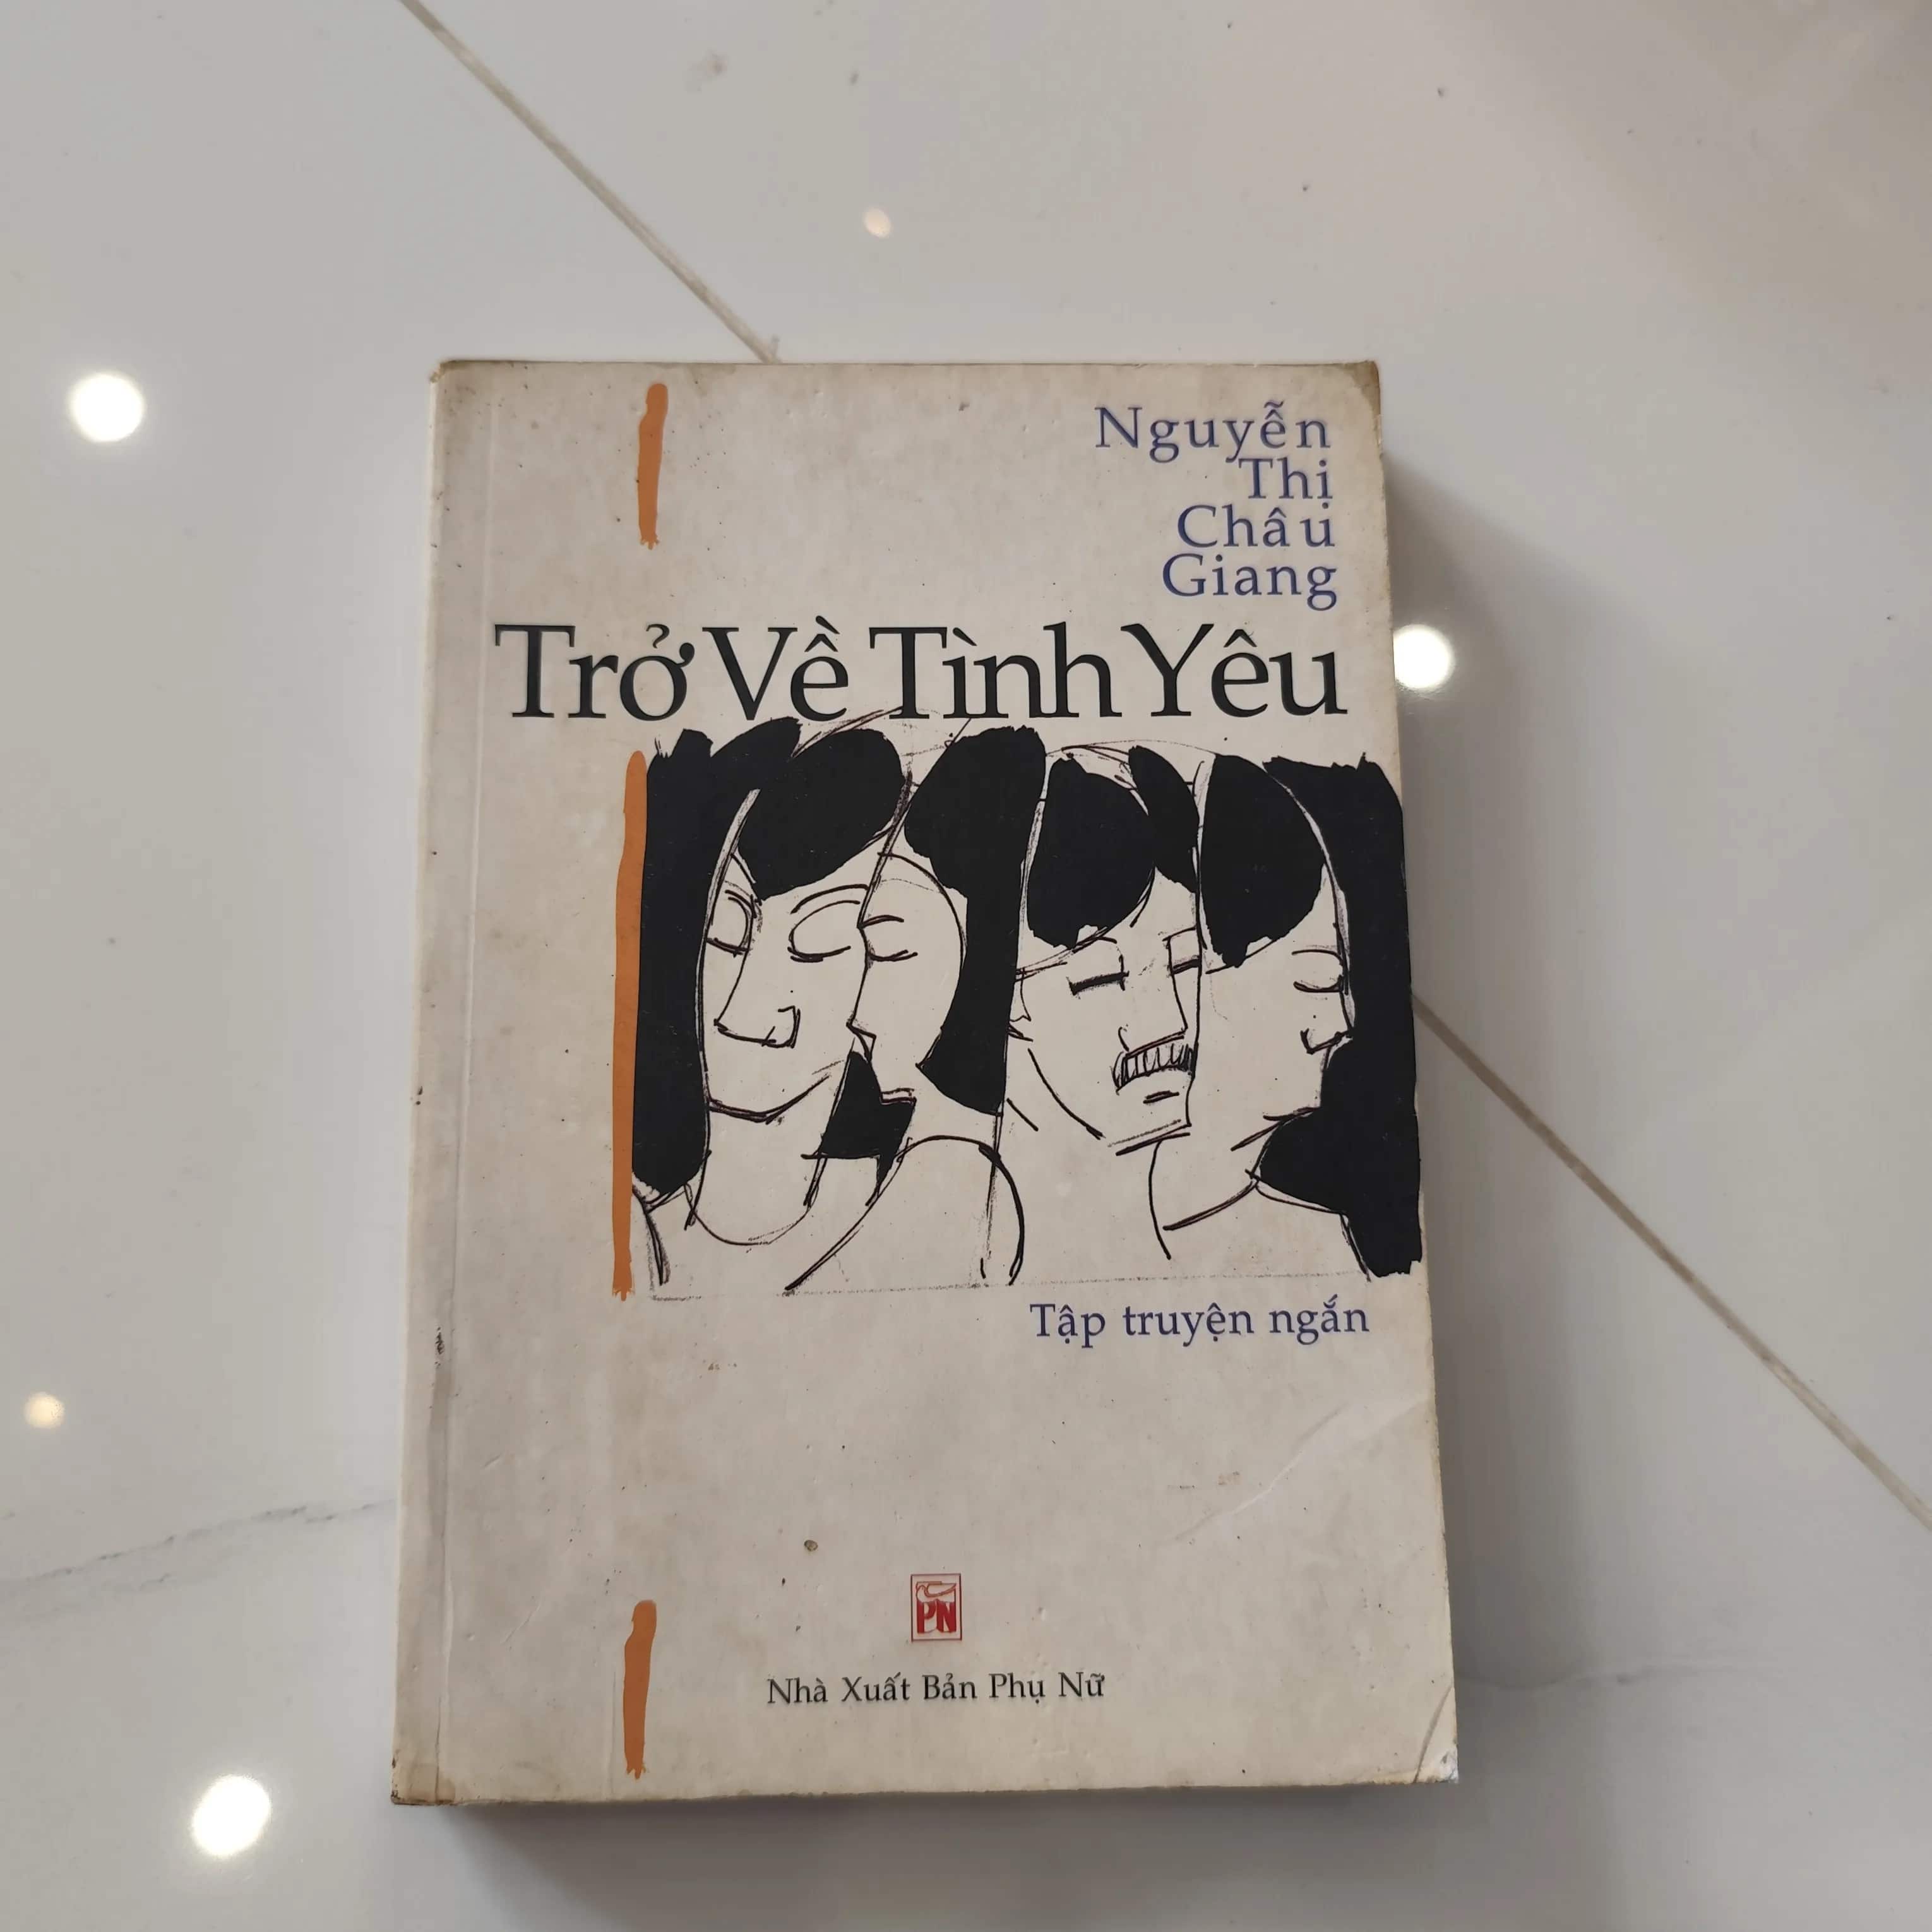 Nguyễn
Thị
Châu
Giang
Trở Về Tình Yêu
Tập truyện ngắn
PN
Nhà Xuất Bản Phụ Nữ